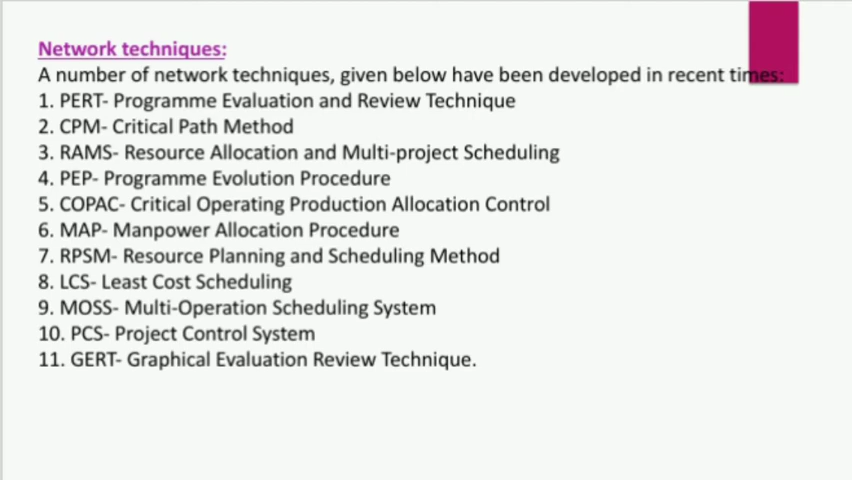 Network techniques:
A number of network techniques, given below have been developed in recent times:
1. PERT- Programme Evaluation and Review Technique
2. CPM- Critical Path Method
3. RAMS- Resource Allocation and Multi-project Scheduling
4. PEP- Programme Evolution Procedure
5. COPAC- Critical Operating Production Allocation Control
6. MAP- Manpower Allocation Procedure
7. RPSM- Resource Planning and Scheduling Method
8. LCS- Least Cost Scheduling
9. MOSS- Multi-Operation Scheduling System
10. PCS- Project Control System
11. GERT- Graphical Evaluation Review Technique.